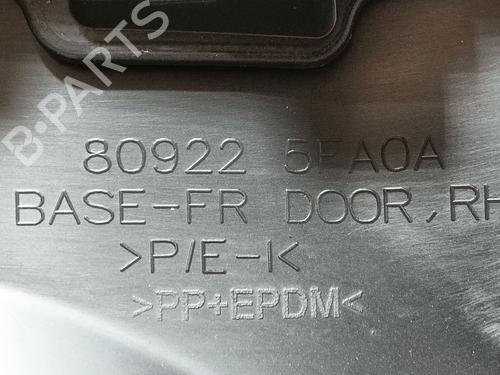 B-PARTS
80922 5FA0A
BASE-FR DOOR, RH
>P/E-I<
>PP+EPDM<